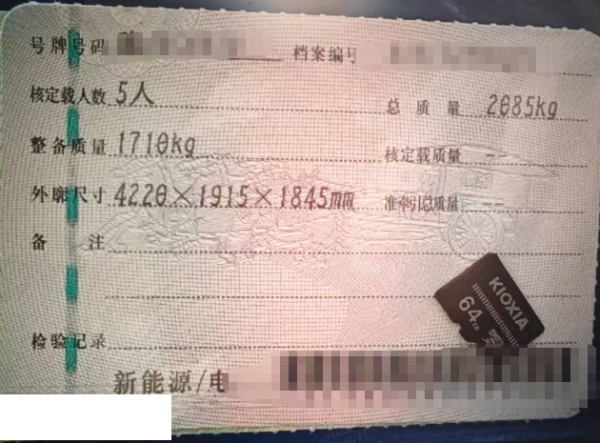 号牌号码 档案编号
核定载人数 5人 总质量 2085kg
整备质量 1710kg 核定载质量 --
外廓尺寸 4220×1915×1845mm 准牵引总质量 --
备注
KIOXIA
64GB
检验记录
新能源/电